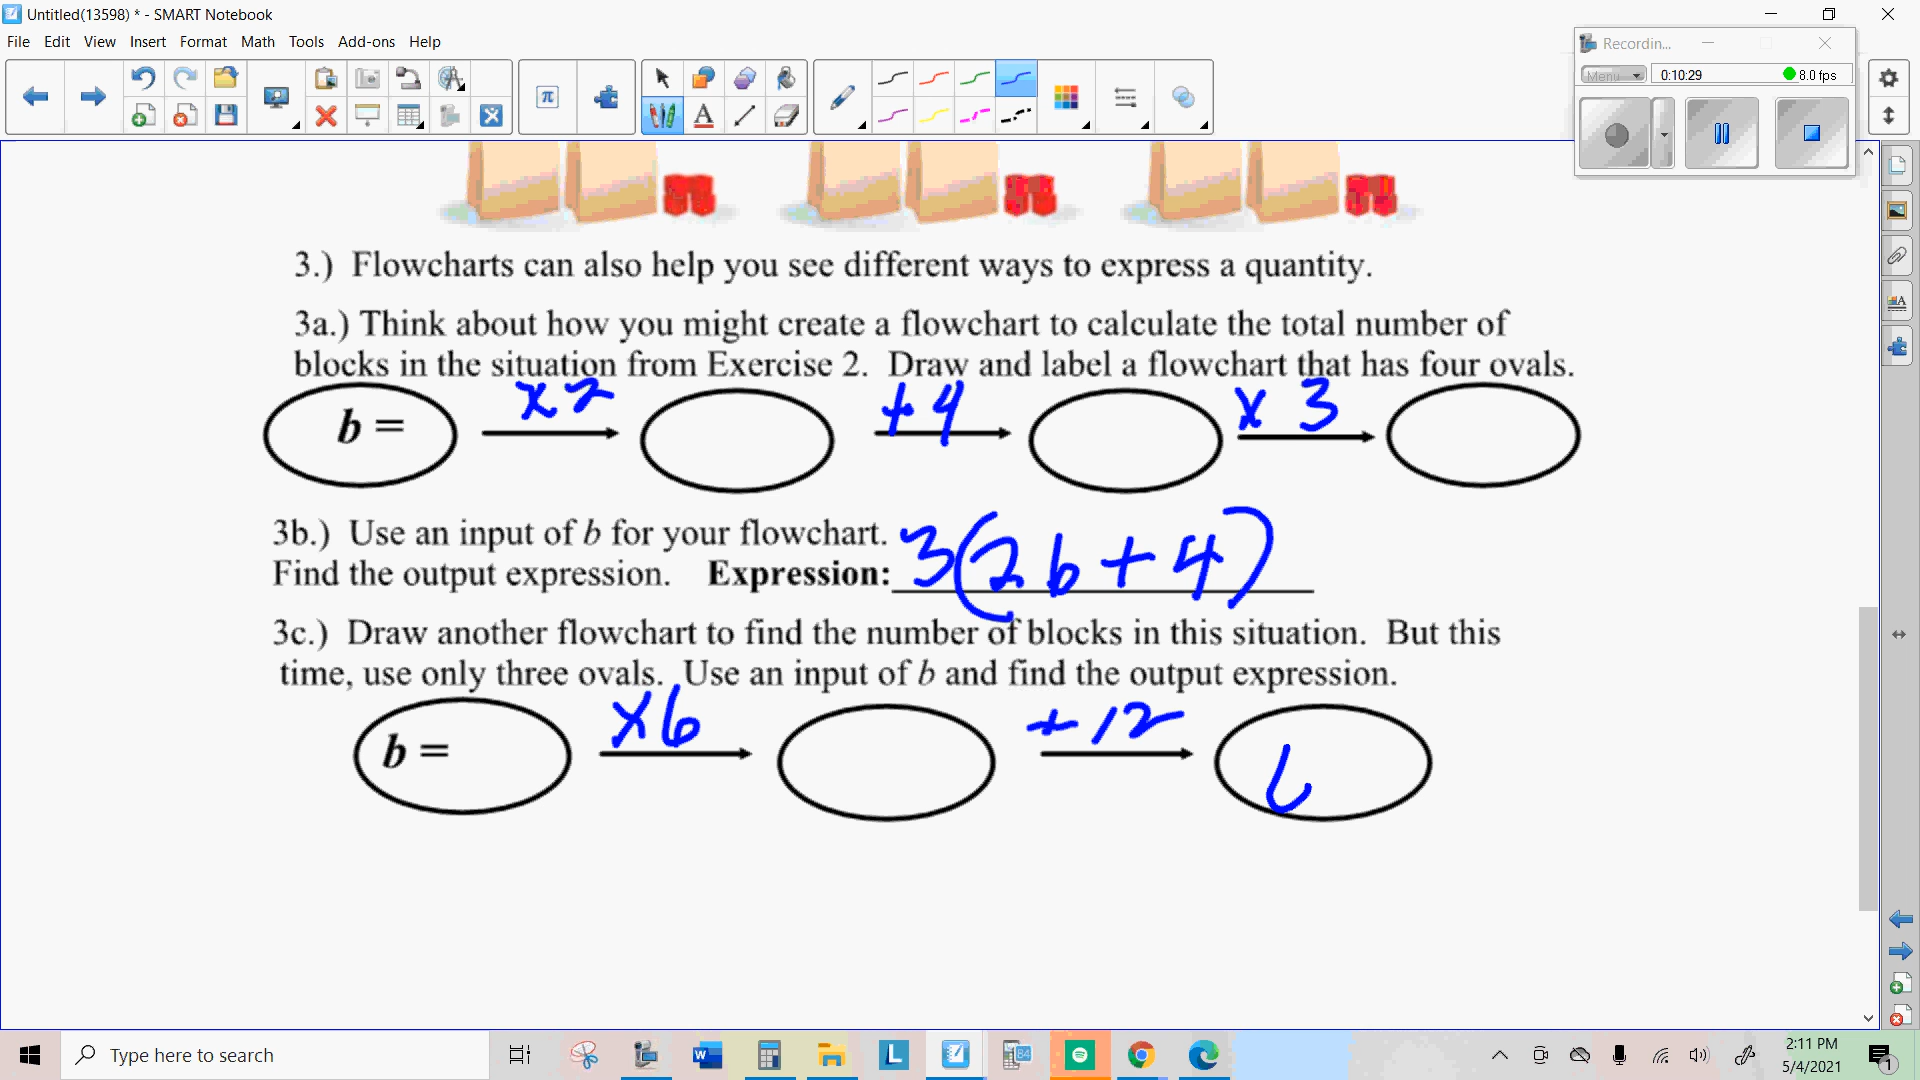 Untitled(13598) * - SMART Notebook
File Edit View Insert Format Math Tools Add-ons Help
Recordin...
Menu 0:10:29 8.0 fps
π
A
3.) Flowcharts can also help you see different ways to express a quantity.
3a.) Think about how you might create a flowchart to calculate the total number of
blocks in the situation from Exercise 2. Draw and label a flowchart that has four ovals.
b = x2 +4 x 3
3b.) Use an input of b for your flowchart.
Find the output expression. Expression: 3(2b+4)
3c.) Draw another flowchart to find the number of blocks in this situation. But this
time, use only three ovals. Use an input of b and find the output expression.
b = x6 +12
Type here to search
W
L
84
2:11 PM
5/4/2021
1